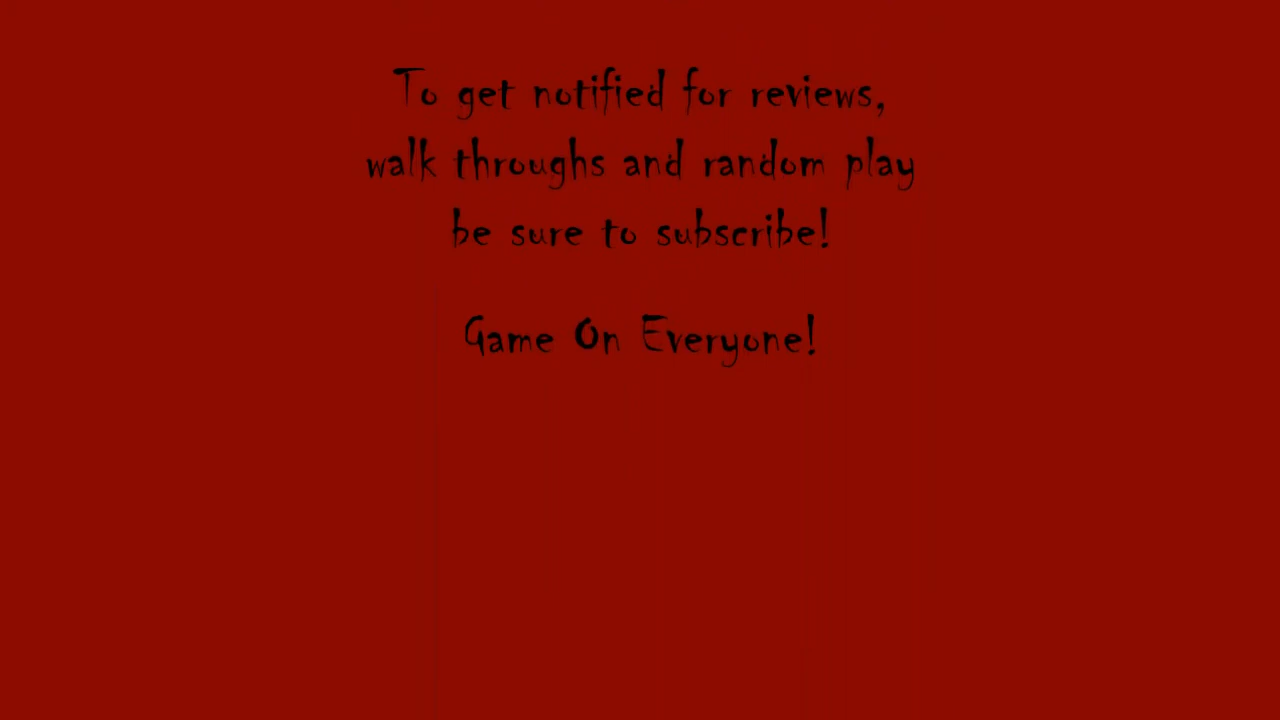 To get notified for reviews,
walk throughs and random play
be sure to subscribe!
Game On Everyone!